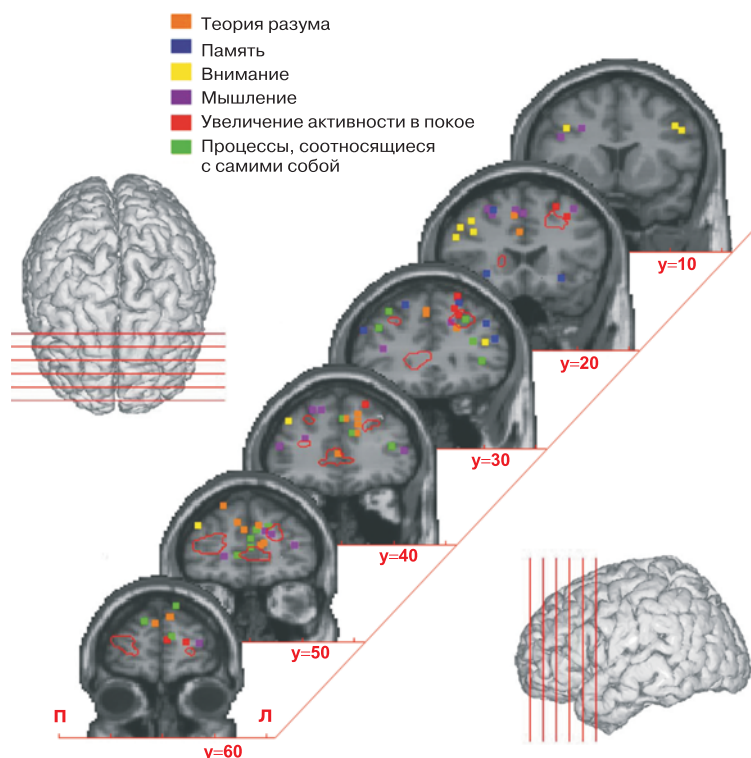 Теория разума
Память
Внимание
Мышление
Увеличение активности в покое
Процессы, соотносящиеся
с самими собой
y=10
y=20
y=30
y=40
y=50
П
Л
y=60